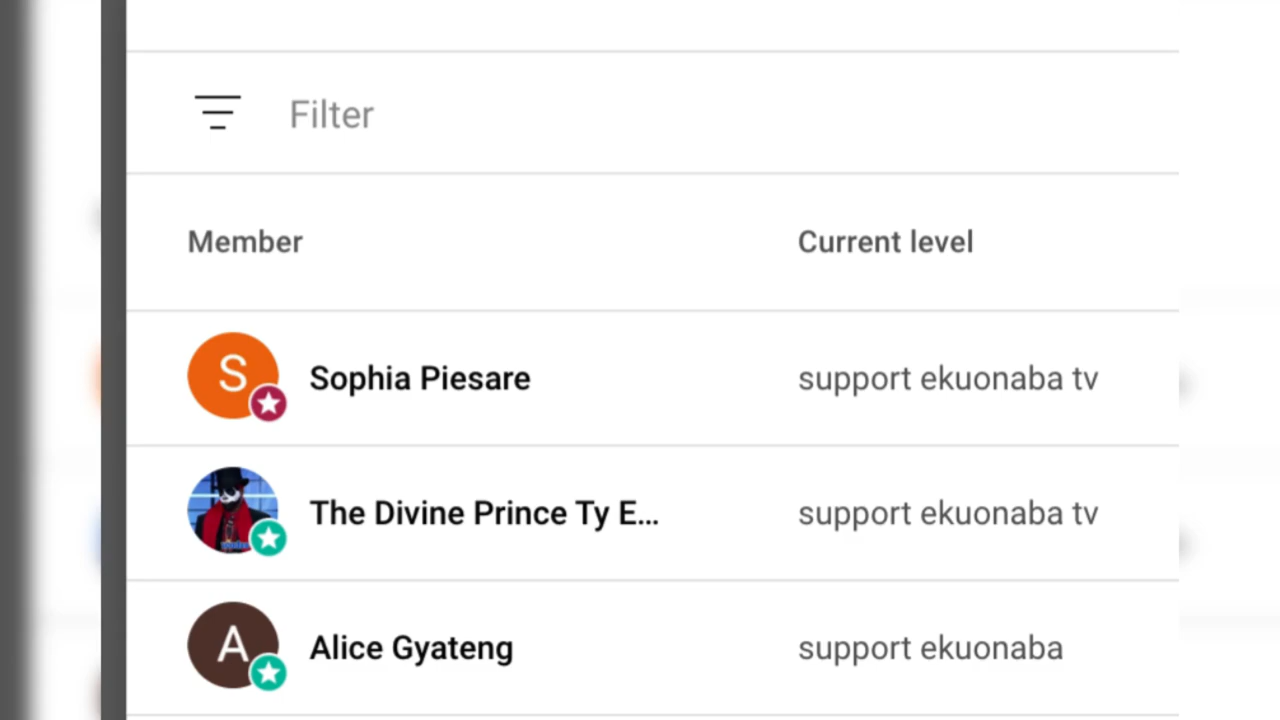 Filter
Member Current level
S Sophia Piesare support ekuonaba tv
The Divine Prince Ty E... support ekuonaba tv
A Alice Gyateng support ekuonaba